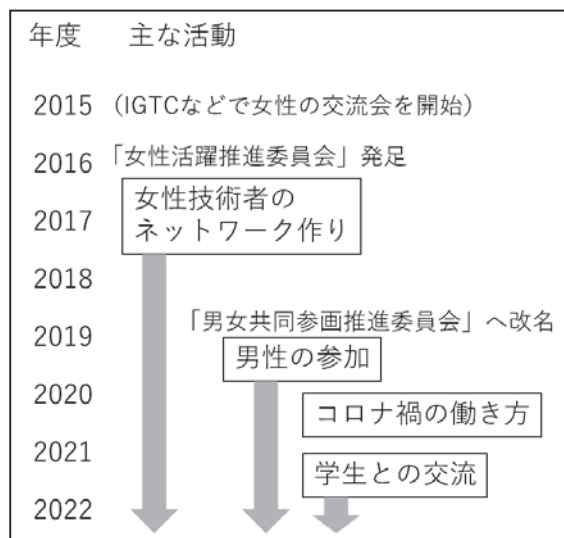 年度 主な活動
2015 （IGTCなどで女性の交流会を開始）
2016 「女性活躍推進委員会」発足
女性技術者の
2017
ネットワーク作り
2018
「男女共同参画推進委員会」へ改名
2019
男性の参加
2020
コロナ禍の働き方
2021
学生との交流
2022